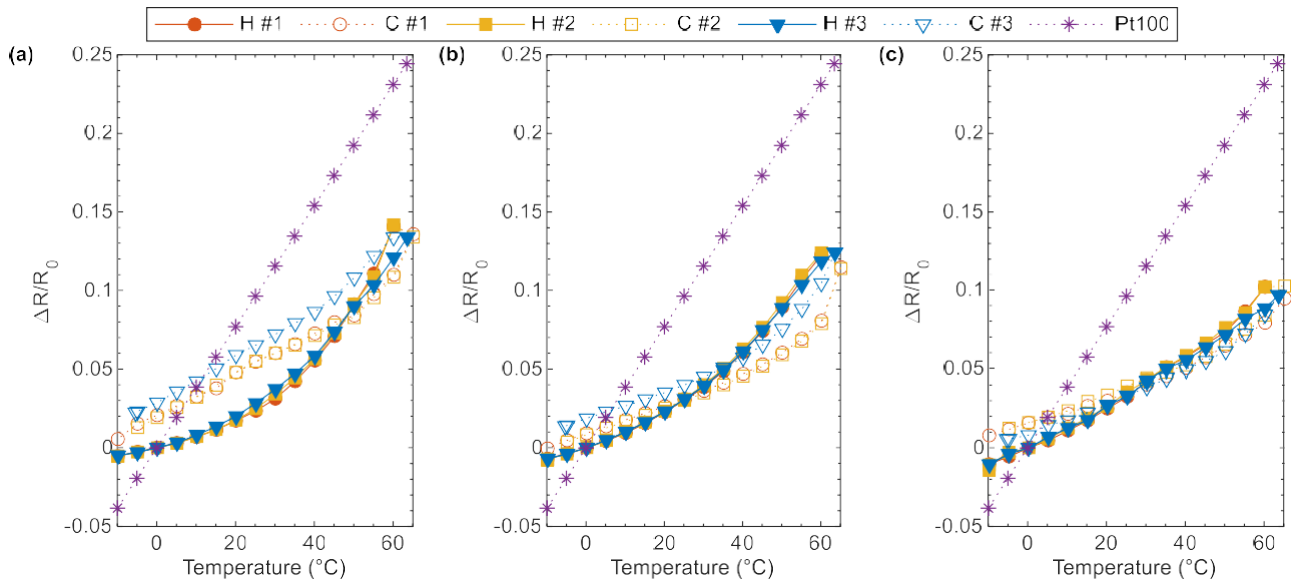 H #1 C #1 H #2 C #2 H #3 C #3 Pt100
(a) (b) (c)
0.25 0.25 0.25
0.2 0.2 0.2
0.15 0.15 0.15
0.1 0.1 0.1
0.05 0.05 0.05
0 0 0
-0.05 -0.05 -0.05
ΔR/R0 ΔR/R0 ΔR/R0
0 20 40 60 0 20 40 60 0 20 40 60
Temperature (°C) Temperature (°C) Temperature (°C)